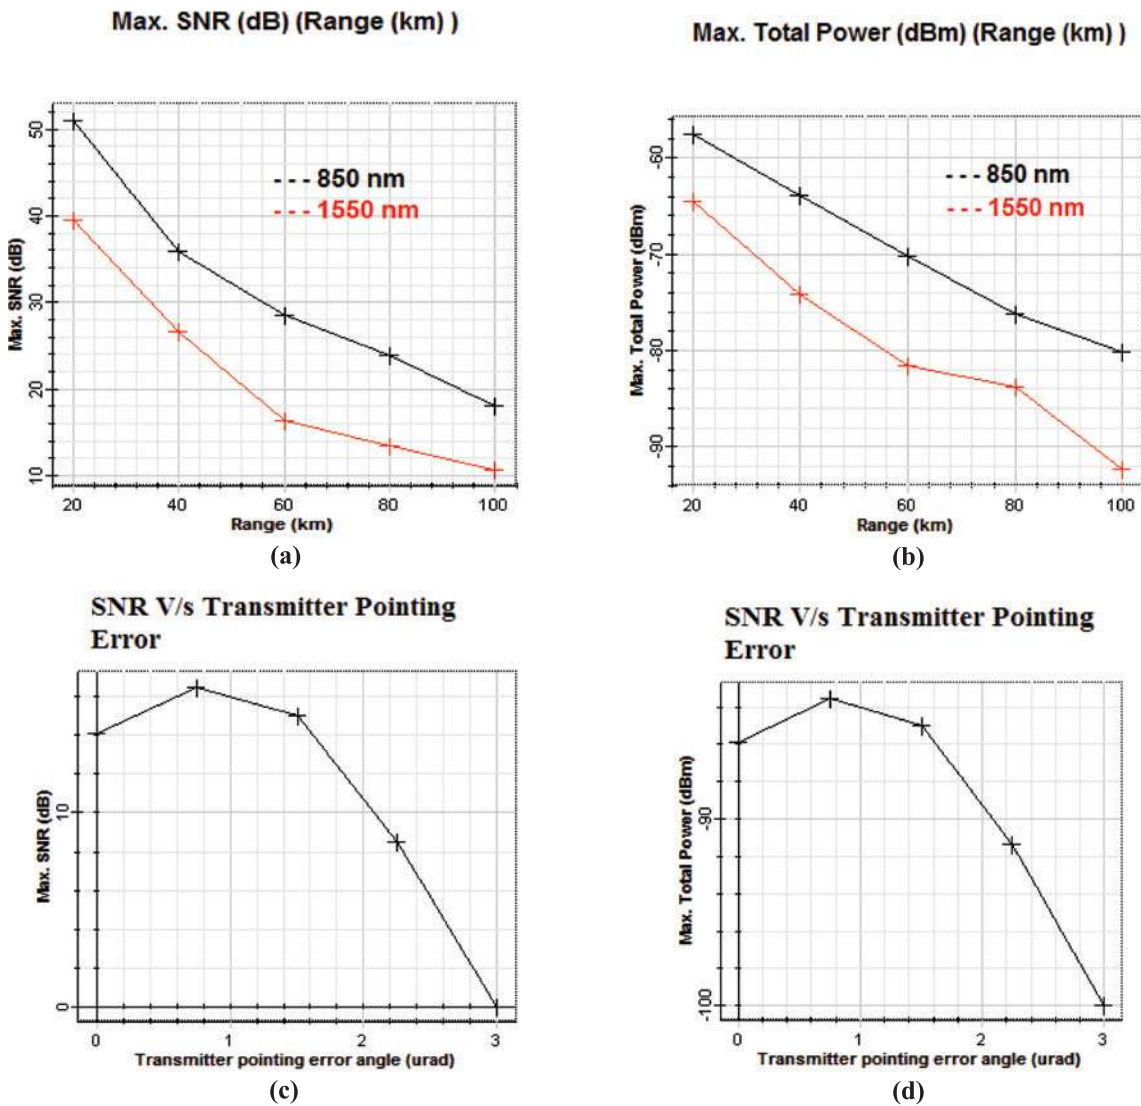 Max. SNR (dB) (Range (km) )
50
40
30
20
10
Max. SNR (dB)
--- 850 nm
--- 1550 nm
20 40 60 80 100
Range (km)
(a)
Max. Total Power (dBm) (Range (km) )
-60
-70
-80
-90
Max. Total Power (dBm)
--- 850 nm
--- 1550 nm
20 40 60 80 100
Range (km)
(b)
SNR V/s Transmitter Pointing
Error
10
0
Max. SNR (dB)
0 1 2 3
Transmitter pointing error angle (urad)
(c)
SNR V/s Transmitter Pointing
Error
-90
-100
Max. Total Power (dBm)
0 1 2 3
Transmitter pointing error angle (urad)
(d)